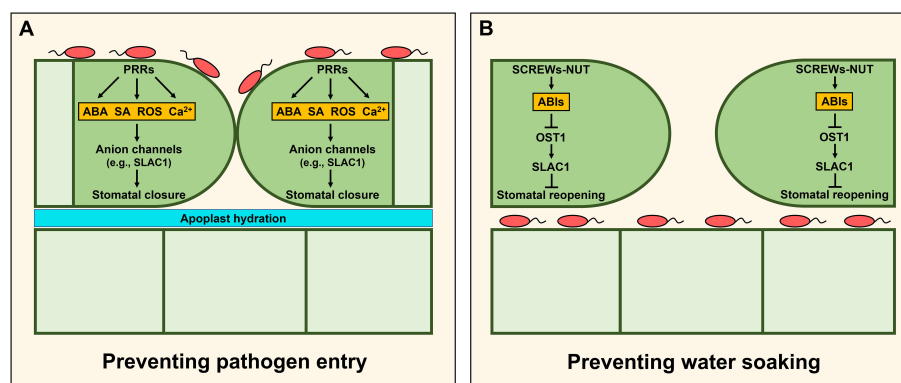 A
PRRs
ABA SA ROS Ca²⁺
Anion channels
(e.g., SLAC1)
Stomatal closure
PRRs
ABA SA ROS Ca²⁺
Anion channels
(e.g., SLAC1)
Stomatal closure
Apoplast hydration
Preventing pathogen entry
B
SCREWs-NUT
ABIs
OST1
SLAC1
Stomatal reopening
SCREWs-NUT
ABIs
OST1
SLAC1
Stomatal reopening
Preventing water soaking